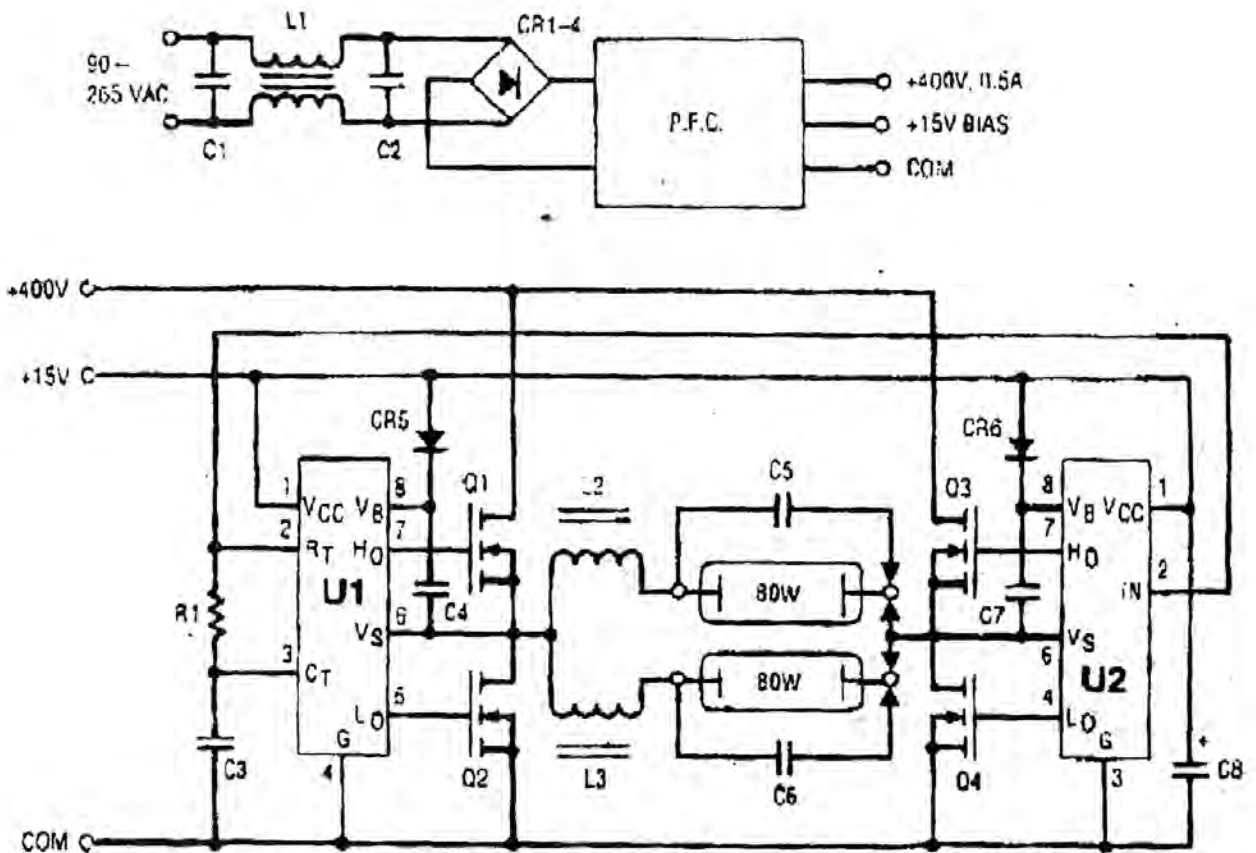 L1
CR1-4
90–
265 VAC
C1
C2
P.F.C.
+400V, 0.5A
+15V BIAS
COM
+400V
+15V
CR5
CR6
Q1
L2
C5
Q3
1
8
VCC
VB
2
7
RT
HO
U1
R1
6
C4
VS
3
CT
5
LO
G
4
C3
Q2
80W
80W
L3
C6
8
1
VB
VCC
7
HO
2
IN
C7
VS
6
U2
4
LO
G
3
Q4
+
C8
COM